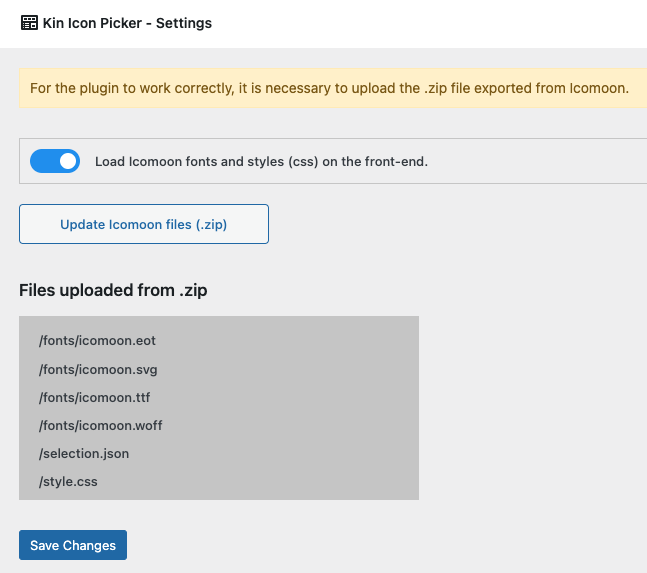 Kin Icon Picker - Settings
For the plugin to work correctly, it is necessary to upload the .zip file exported from Icomoon.
Load Icomoon fonts and styles (css) on the front-end.
Update Icomoon files (.zip)
Files uploaded from .zip
/fonts/icomoon.eot
/fonts/icomoon.svg
/fonts/icomoon.ttf
/fonts/icomoon.woff
/selection.json
/style.css
Save Changes